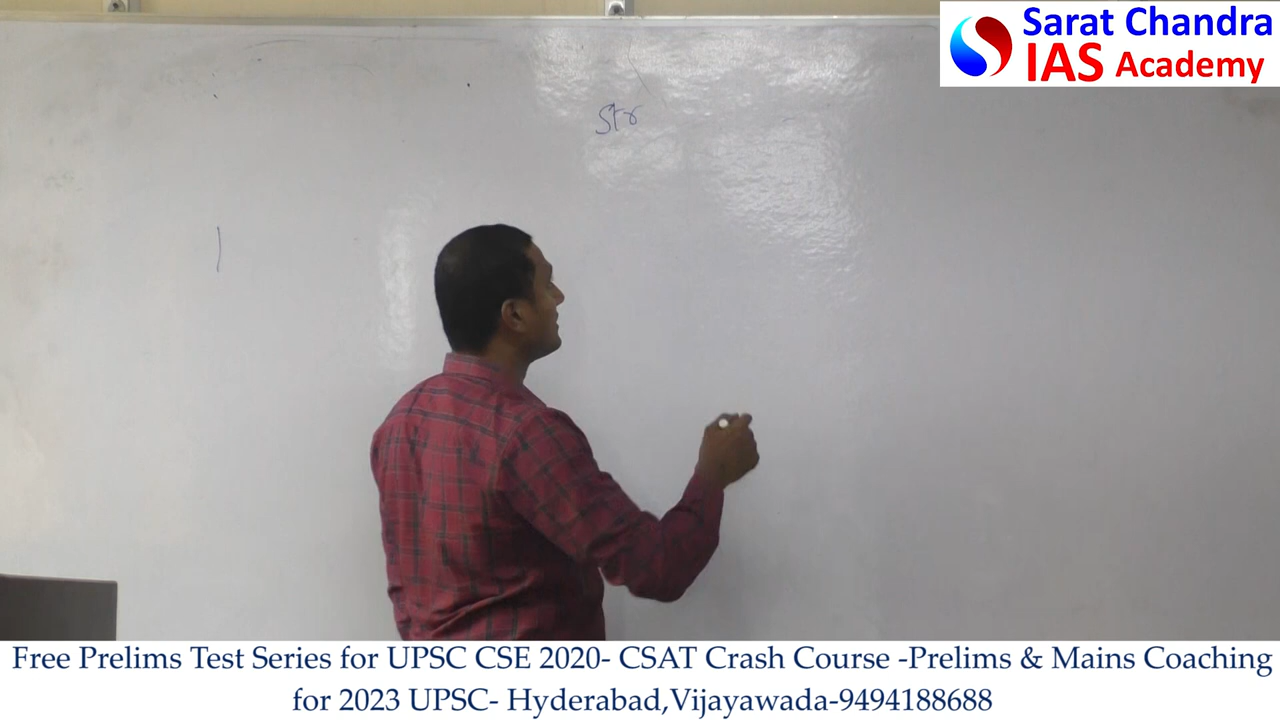 Sarat Chandra
IAS Academy
Str
Free Prelims Test Series for UPSC CSE 2020- CSAT Crash Course -Prelims & Mains Coaching
for 2023 UPSC- Hyderabad,Vijayawada-9494188688